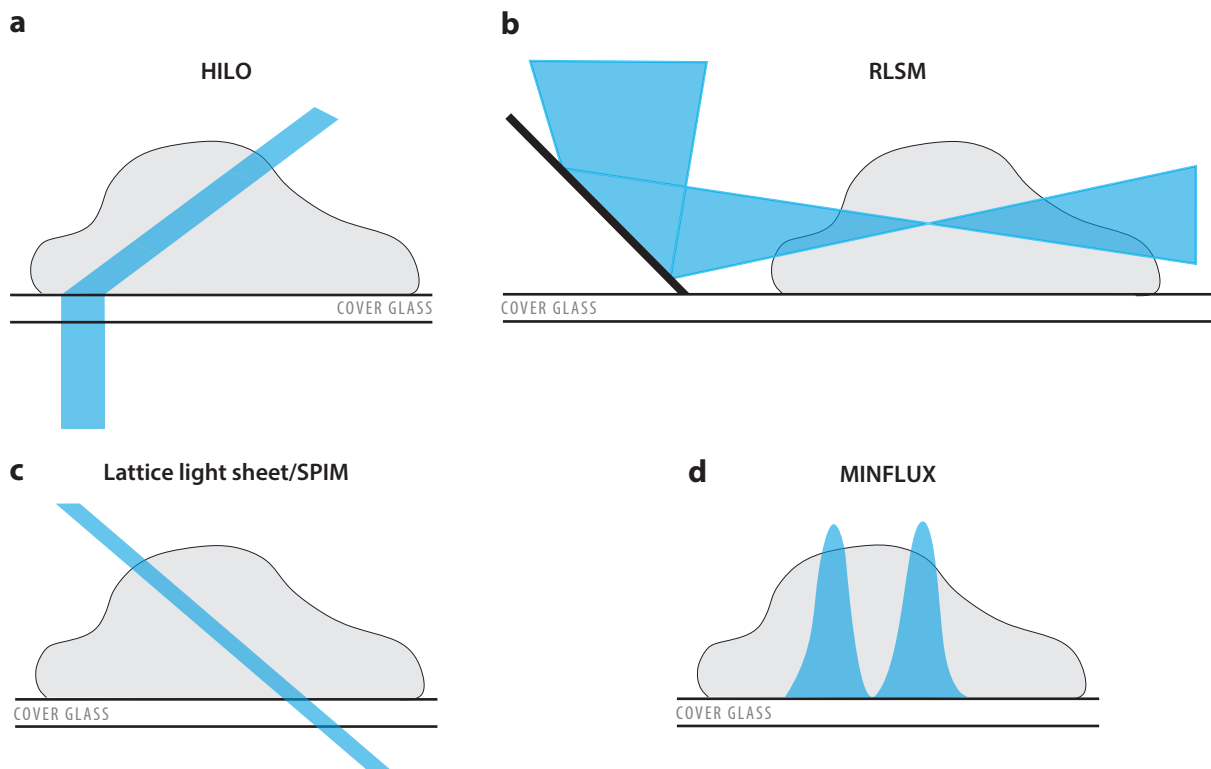 a
HILO
COVER GLASS
b
RLSM
COVER GLASS
c
Lattice light sheet/SPIM
COVER GLASS
d
MINFLUX
COVER GLASS